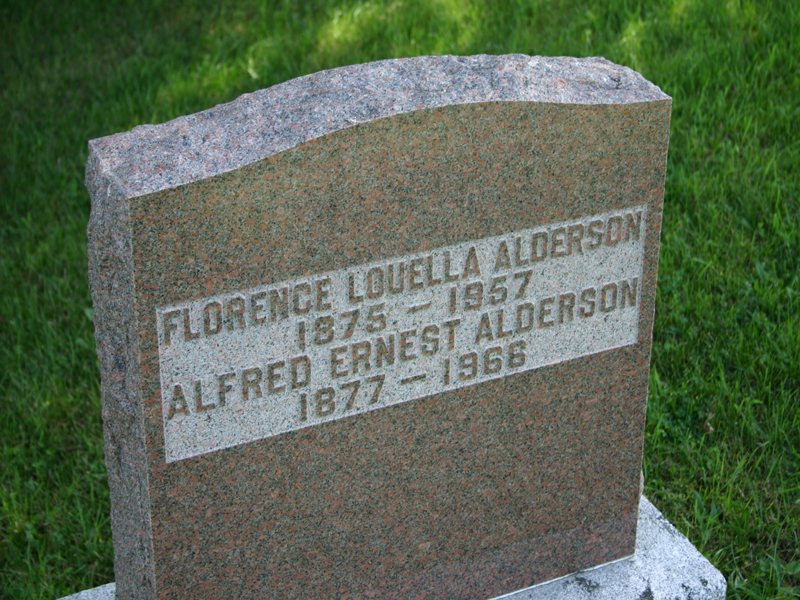 FLORENCE LOUELLA ALDERSON
1875 - 1957
ALFRED ERNEST ALDERSON
1877 - 1966